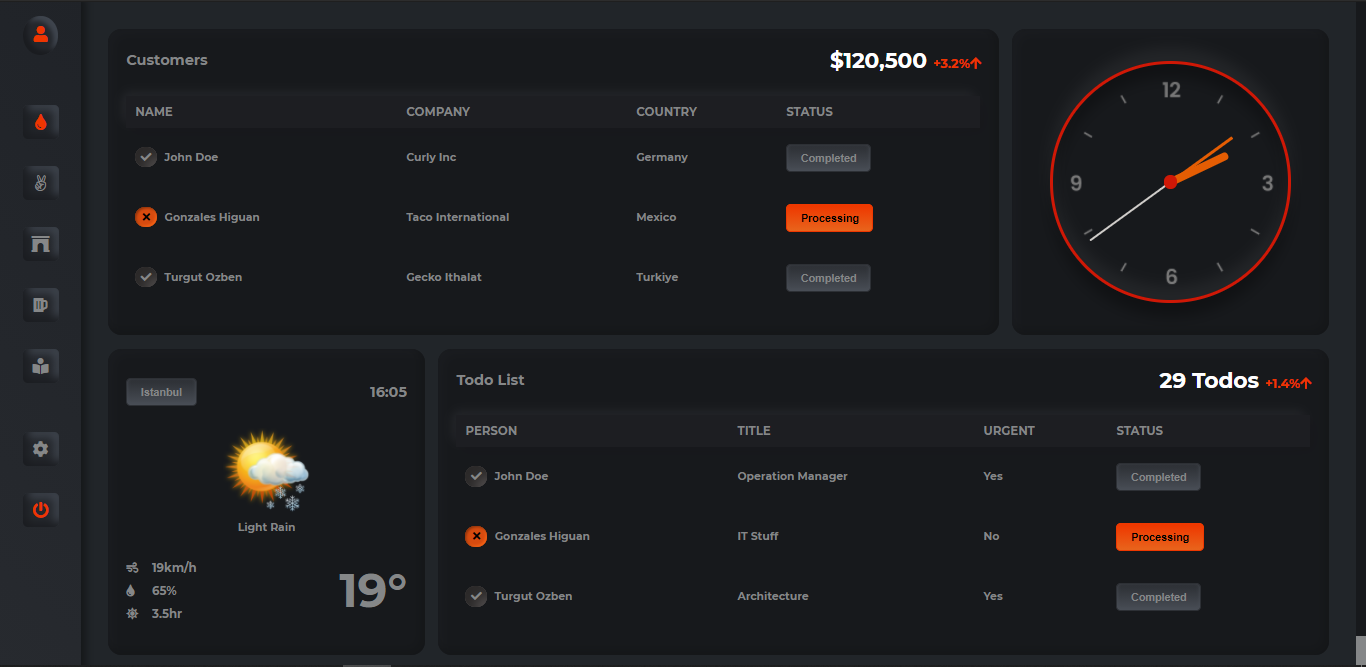 Customers
$120,500 +3.2%
NAME COMPANY COUNTRY STATUS
John Doe Curly Inc Germany Completed
Gonzales Higuan Taco International Mexico Processing
Turgut Ozben Gecko Ithalat Turkiye Completed
12
3
6
9
Istanbul 16:05
Light Rain
19km/h
65%
3.5hr
19°
Todo List
29 Todos +1.4%
PERSON TITLE URGENT STATUS
John Doe Operation Manager Yes Completed
Gonzales Higuan IT Stuff No Processing
Turgut Ozben Architecture Yes Completed